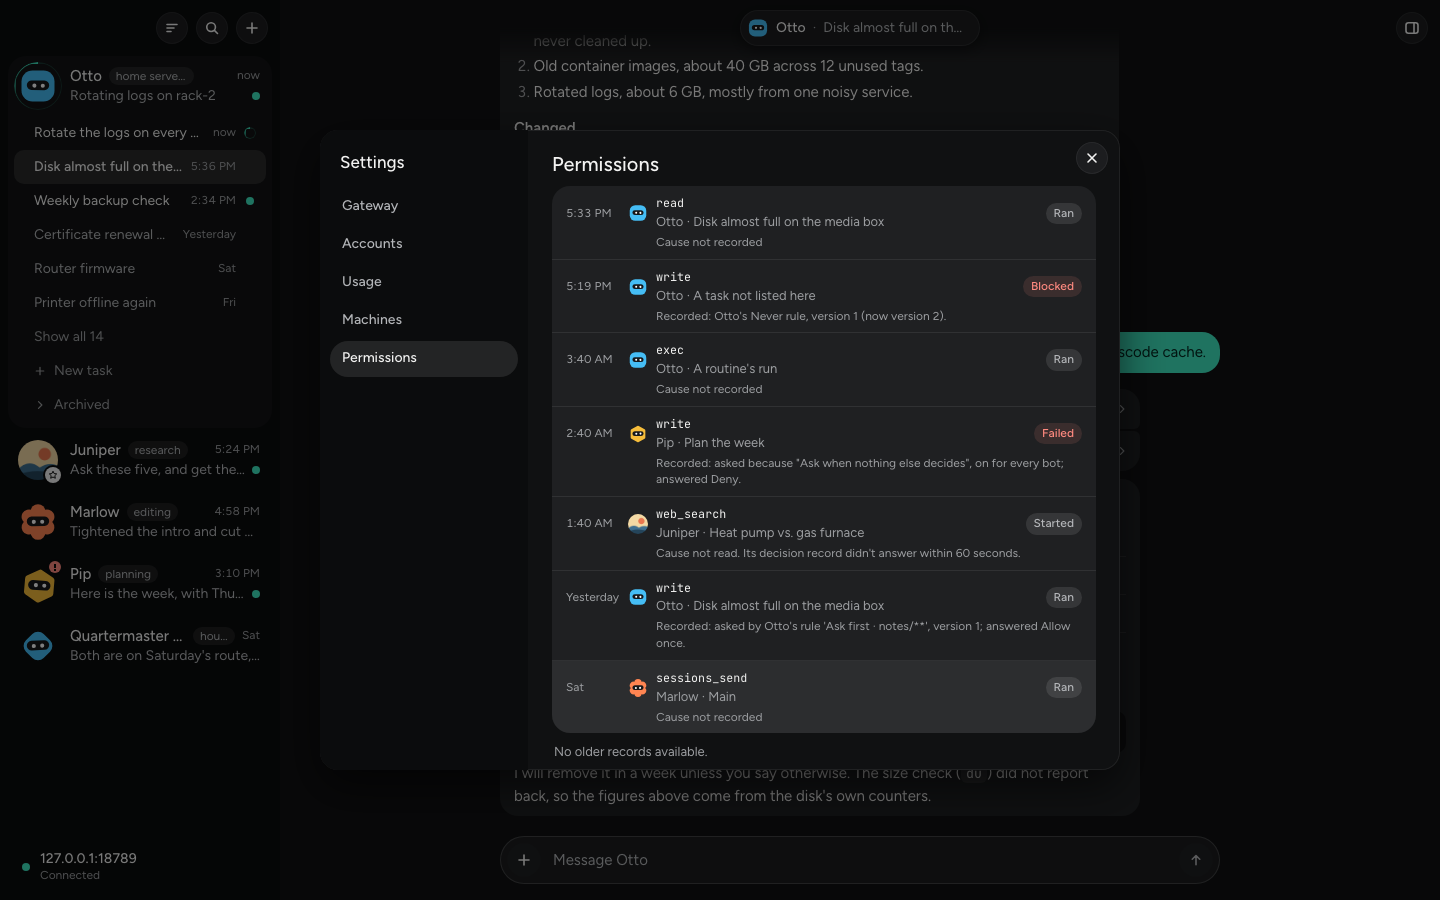 Otto · Disk almost full on th...
never cleaned up.
2. Old container images, about 40 GB across 12 unused tags.
3. Rotated logs, about 6 GB, mostly from one noisy service.
Changed
Otto home serve... now
Rotating logs on rack-2
Rotate the logs on every ... now
Disk almost full on the... 5:36 PM
Weekly backup check 2:34 PM
Certificate renewal ... Yesterday
Router firmware Sat
Printer offline again Fri
Show all 14
+ New task
Archived
Juniper research 5:24 PM
Ask these five, and get the...
Marlow editing 4:58 PM
Tightened the intro and cut ...
Pip planning 3:10 PM
Here is the week, with Thu...
Quartermaster ... hou... Sat
Both are on Saturday's route,...
127.0.0.1:18789
Connected
Settings
Gateway
Accounts
Usage
Machines
Permissions
Permissions
5:33 PM read Ran
Otto · Disk almost full on the media box
Cause not recorded
5:19 PM write Blocked
Otto · A task not listed here
Recorded: Otto's Never rule, version 1 (now version 2).
3:40 AM exec Ran
Otto · A routine's run
Cause not recorded
2:40 AM write Failed
Pip · Plan the week
Recorded: asked because "Ask when nothing else decides", on for every bot;
answered Deny.
1:40 AM web_search Started
Juniper · Heat pump vs. gas furnace
Cause not read. Its decision record didn't answer within 60 seconds.
Yesterday write Ran
Otto · Disk almost full on the media box
Recorded: asked by Otto's rule 'Ask first · notes/**', version 1; answered Allow
once.
Sat sessions_send Ran
Marlow · Main
Cause not recorded
No older records available.
scode cache.
I will remove it in a week unless you say otherwise. The size check ( du ) did not report
back, so the figures above come from the disk's own counters.
Message Otto